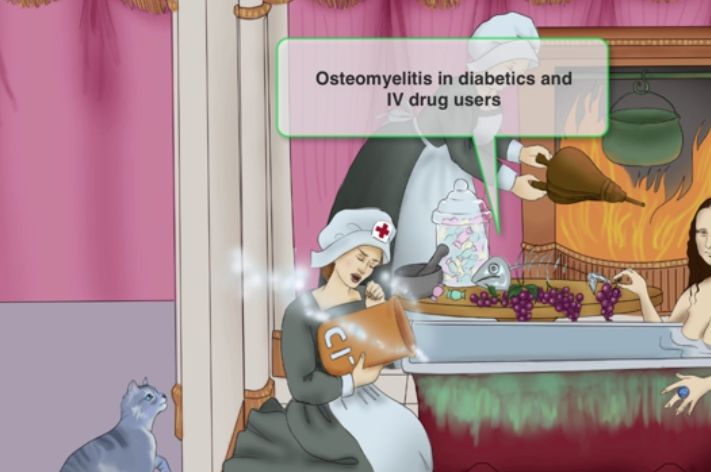 Osteomyelitis in diabetics and
IV drug users
Cl-